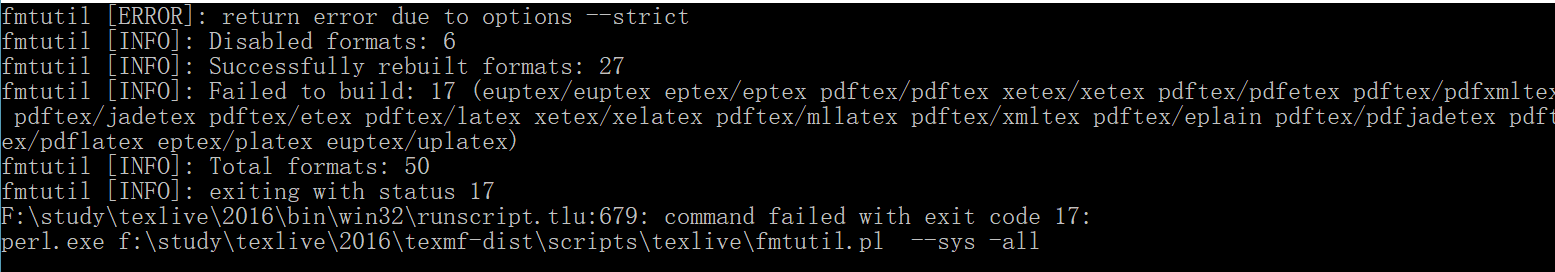 fmtutil [ERROR]: return error due to options --strict
fmtutil [INFO]: Disabled formats: 6
fmtutil [INFO]: Successfully rebuilt formats: 27
fmtutil [INFO]: Failed to build: 17 (euptex/euptex eptex/eptex pdftex/pdftex xetex/xetex pdftex/pdfetex pdftex/pdfxmltex
pdftex/jadetex pdftex/etex pdftex/latex xetex/xelatex pdftex/mllatex pdftex/xmltex pdftex/eplain pdftex/pdfjadetex pdft
ex/pdflatex eptex/platex euptex/uplatex)
fmtutil [INFO]: Total formats: 50
fmtutil [INFO]: exiting with status 17
F:\study\texlive\2016\bin\win32\runscript.tlu:679: command failed with exit code 17:
perl.exe f:\study\texlive\2016\texmf-dist\scripts\texlive\fmtutil.pl  --sys -all